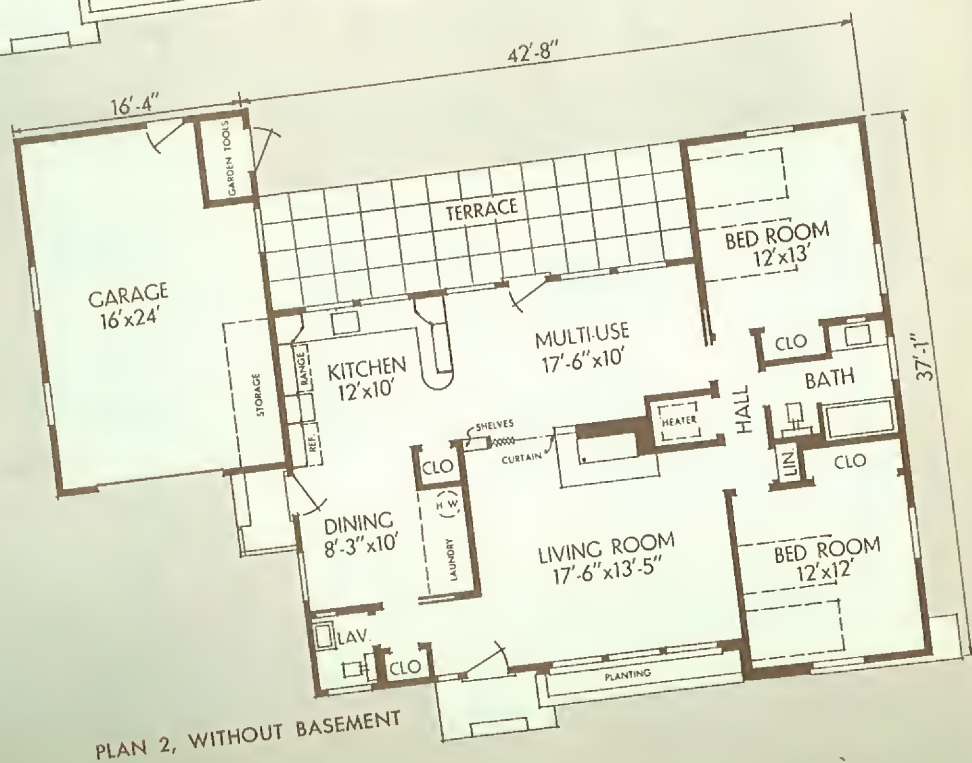 42'-8"
16'-4"
GARDEN TOOLS
TERRACE
BED ROOM
12'x13'
GARAGE
16'x24'
STORAGE
RANGE
KITCHEN
12'x10'
REF.
MULTI-USE
17'-6"x10'
CLO
BATH
HALL
37'-1"
HEATER
SHELVES
CURTAIN
CLO
LIN.
CLO
H W
LAUNDRY
DINING
8'-3"x10'
LIVING ROOM
17'-6"x13'-5"
BED ROOM
12'x12'
LAV.
CLO
PLANTING
PLAN 2, WITHOUT BASEMENT